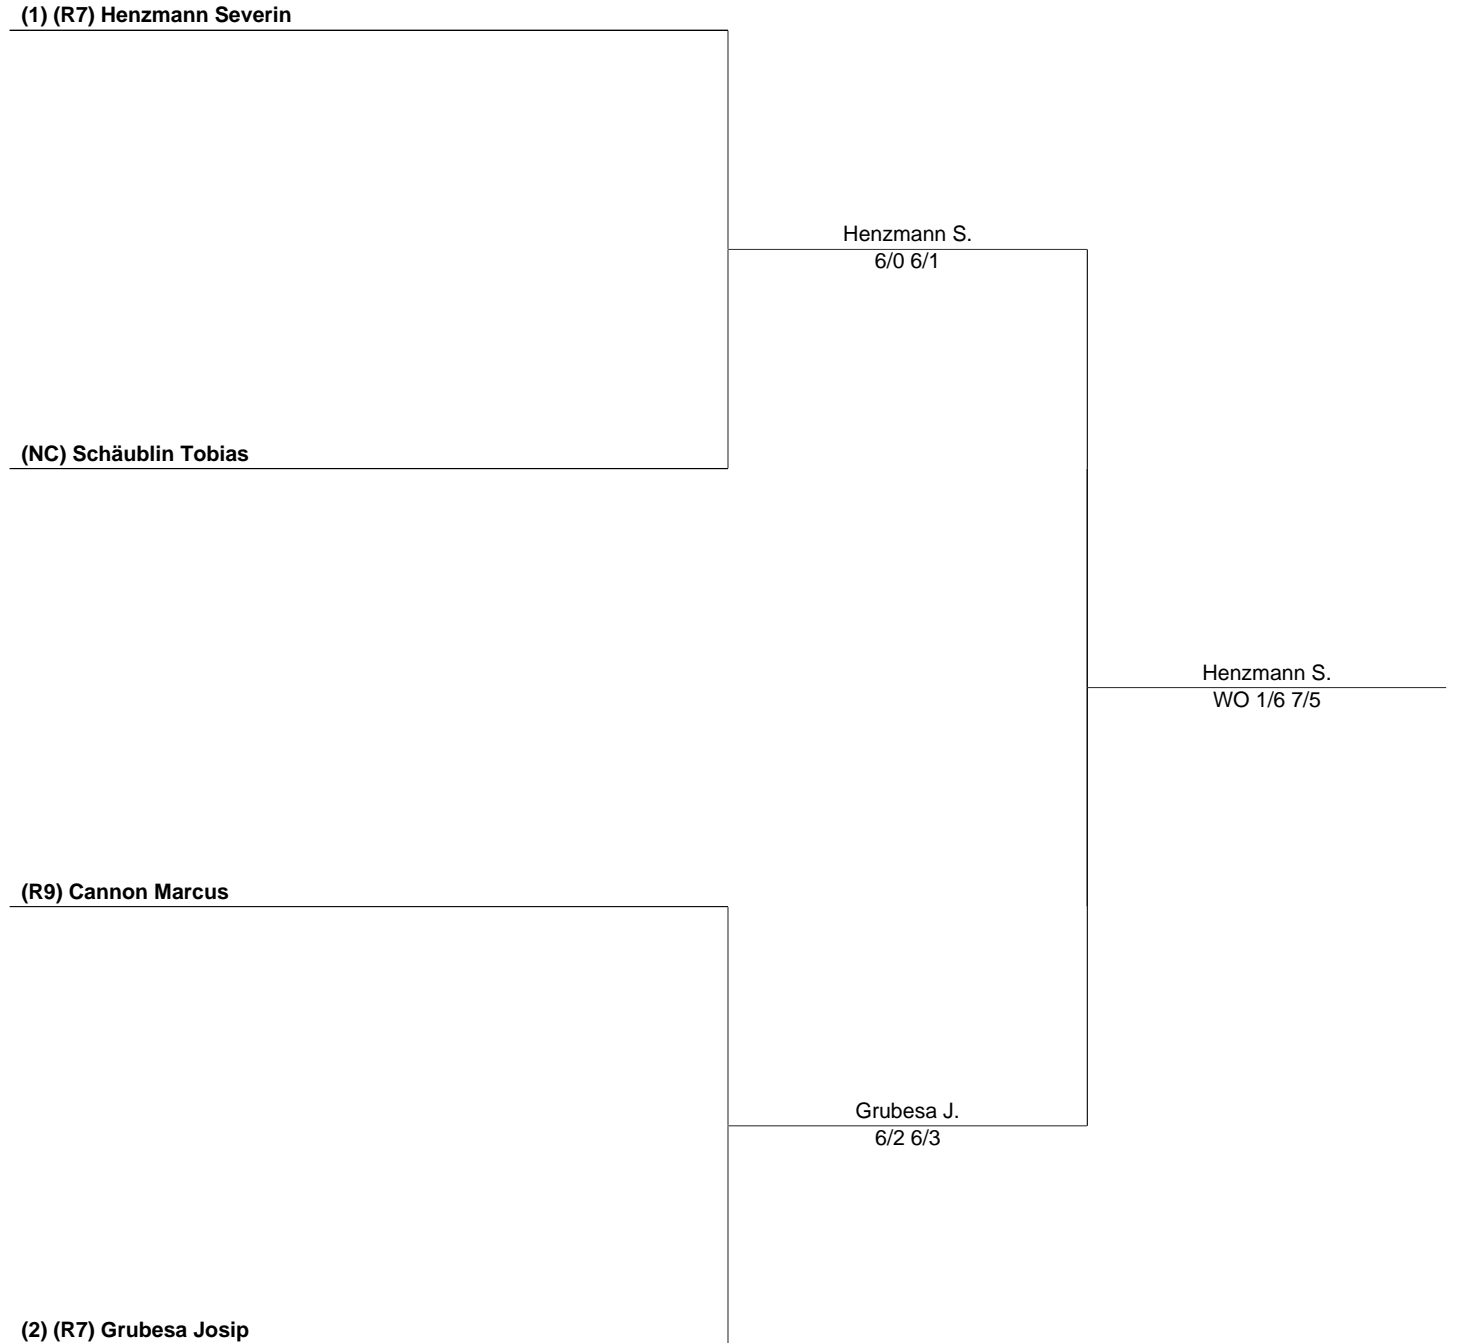 (1) (R7) Henzmann Severin
Henzmann S.
6/0 6/1
(NC) Schäublin Tobias
Henzmann S.
WO 1/6 7/5
(R9) Cannon Marcus
Grubesa J.
6/2 6/3
(2) (R7) Grubesa Josip